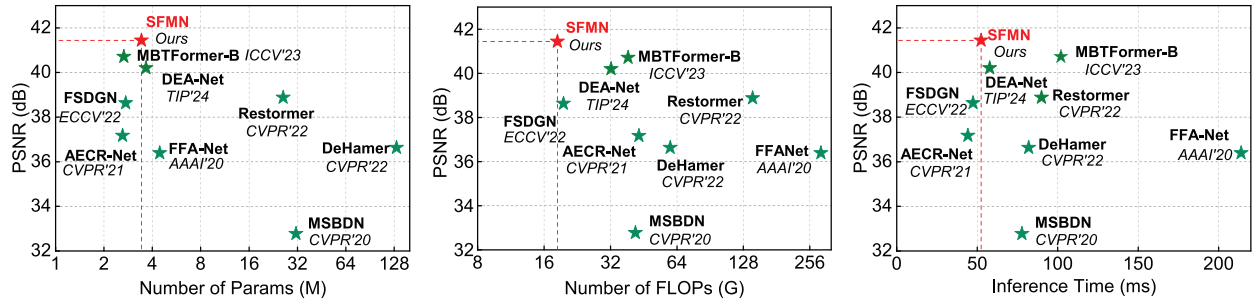 42
40
38
36
34
32
PSNR (dB)
SFMN
Ours
MBTFormer-B ICCV'23
DEA-Net
TIP'24
FSDGN
ECCV'22
Restormer
CVPR'22
AECR-Net
CVPR'21
FFA-Net
AAAI'20
DeHamer
CVPR'22
MSBDN
CVPR'20
1 2 4 8 16 32 64 128
Number of Params (M)
42
40
38
36
34
32
PSNR (dB)
SFMN
Ours
MBTFormer-B
ICCV'23
DEA-Net
TIP'24
Restormer
CVPR'22
FSDGN
ECCV'22
AECR-Net
CVPR'21
DeHamer
CVPR'22
FFANet
AAAI'20
MSBDN
CVPR'20
8 16 32 64 128 256
Number of FLOPs (G)
42
40
38
36
34
32
PSNR (dB)
SFMN
Ours
MBTFormer-B
ICCV'23
DEA-Net
TIP'24
FSDGN
ECCV'22
Restormer
CVPR'22
AECR-Net
CVPR'21
DeHamer
CVPR'22
FFA-Net
AAAI'20
MSBDN
CVPR'20
0 50 100 150 200
Inference Time (ms)